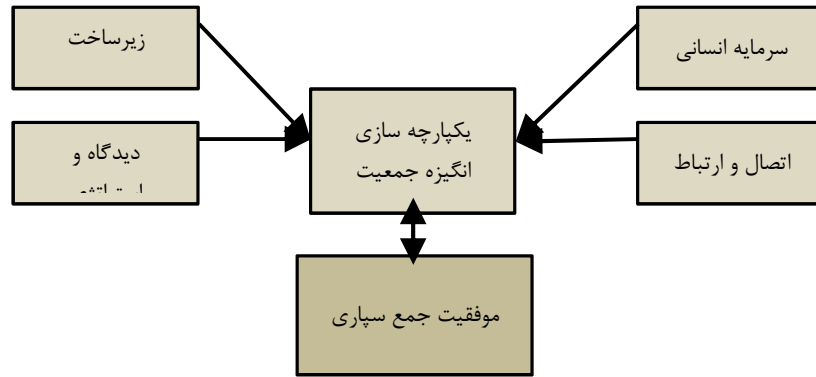 زیرساخت
سرمایه انسانی
یکپارچه سازی
انگیزه جمعیت
دیدگاه و
اتصال و ارتباط
موفقیت جمع سپاری